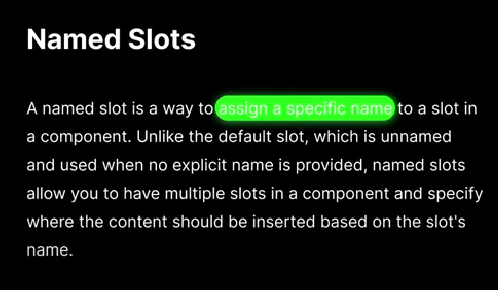 Named Slots
A named slot is a way to assign a specific name to a slot in
a component. Unlike the default slot, which is unnamed
and used when no explicit name is provided, named slots
allow you to have multiple slots in a component and specify
where the content should be inserted based on the slot's
name.